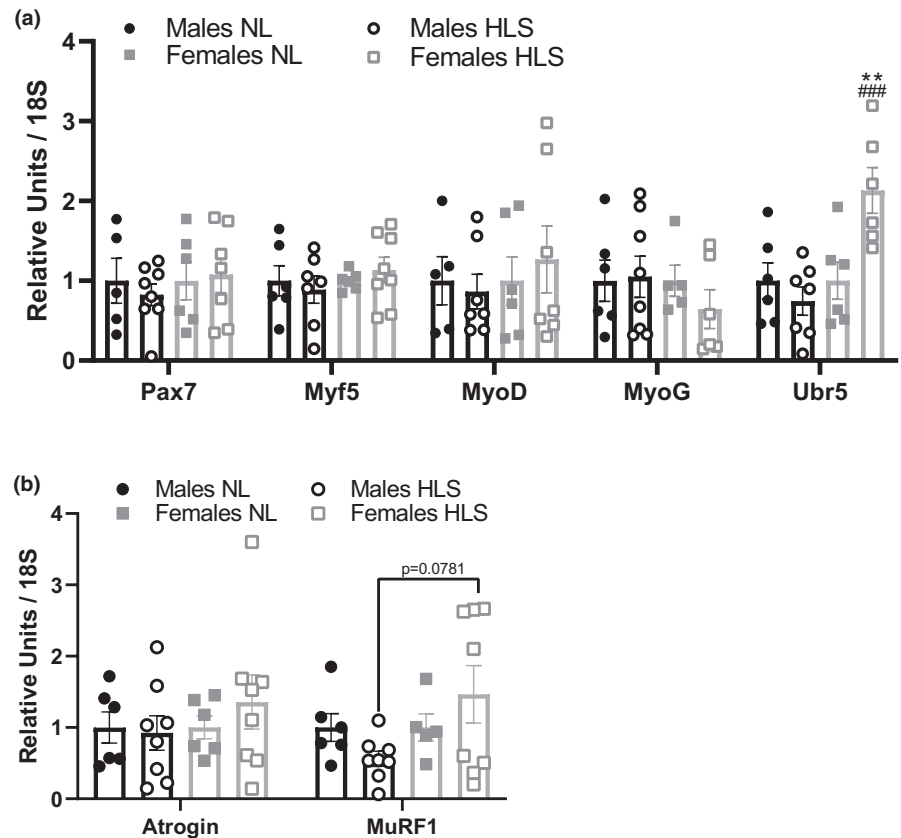 (a)
Males NL Males HLS
Females NL Females HLS
Relative Units / 18S
4
3
2
1
0
**
###
Pax7 Myf5 MyoD MyoG Ubr5
(b)
Males NL Males HLS
Females NL Females HLS
Relative Units / 18S
4
3
2
1
0
p=0.0781
Atrogin MuRF1